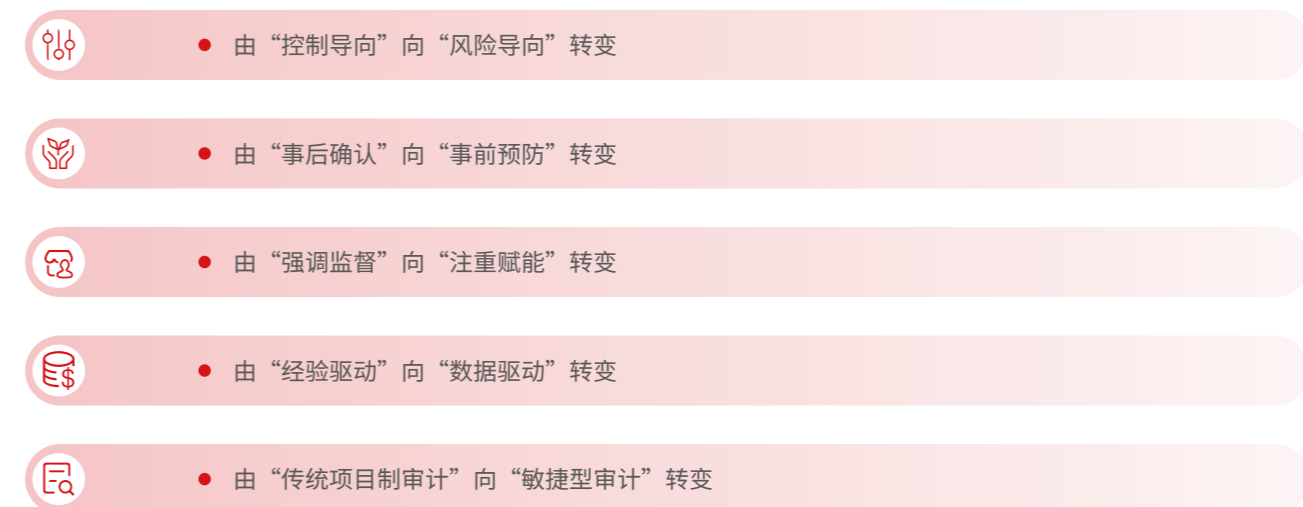 由“控制导向”向“风险导向”转变
由“事后确认”向“事前预防”转变
由“强调监督”向“注重赋能”转变
由“经验驱动”向“数据驱动”转变
由“传统项目制审计”向“敏捷型审计”转变